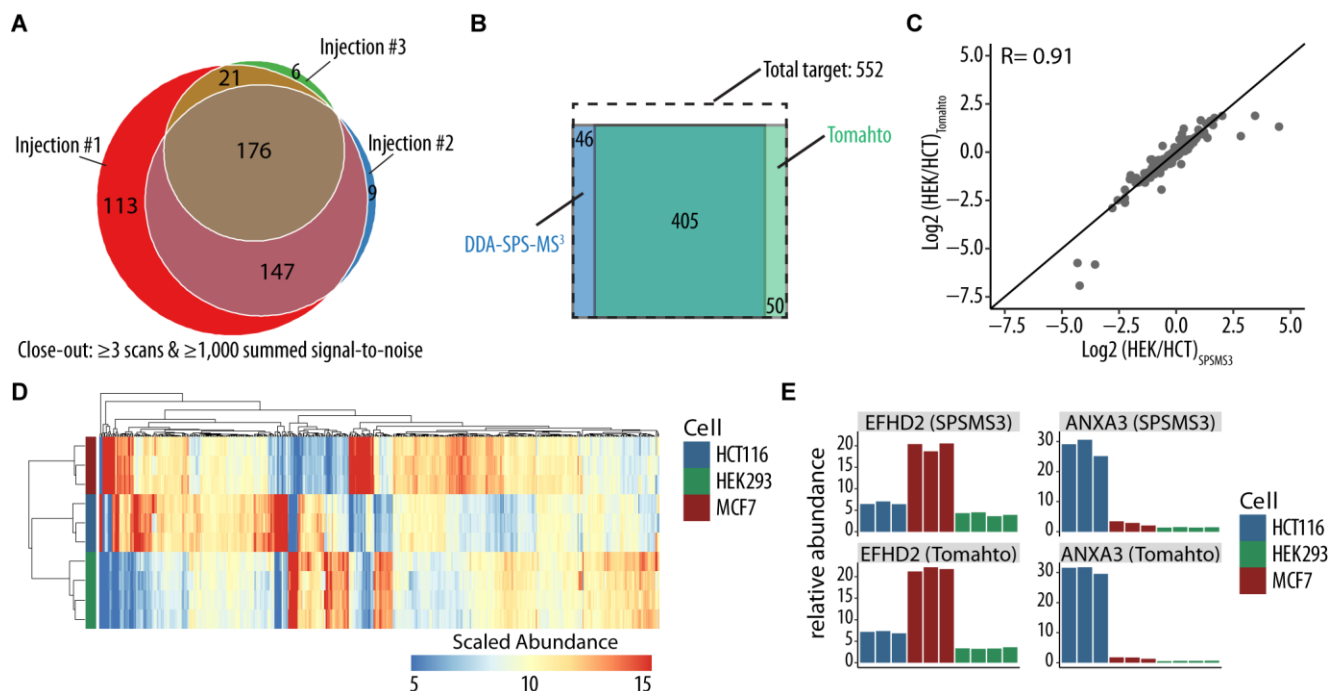 A
Injection #3
6
21
Injection #1
Injection #2
176
9
113
147
Close-out: ≥3 scans & ≥1,000 summed signal-to-noise
B
Total target: 552
46
Tomahto
405
DDA-SPS-MS³
50
C
R= 0.91
5.0
2.5
0.0
−2.5
−5.0
−7.5
Log2 (HEK/HCT)Tomahto
−7.5 −5.0 −2.5 0.0 2.5 5.0
Log2 (HEK/HCT)SPSMS3
D
Cell
HCT116
HEK293
MCF7
Scaled Abundance
5 10 15
E
relative abundance
EFHD2 (SPSMS3)
20
15
10
5
0
ANXA3 (SPSMS3)
30
20
10
0
EFHD2 (Tomahto)
20
15
10
5
0
ANXA3 (Tomahto)
30
20
10
0
Cell
HCT116
HEK293
MCF7